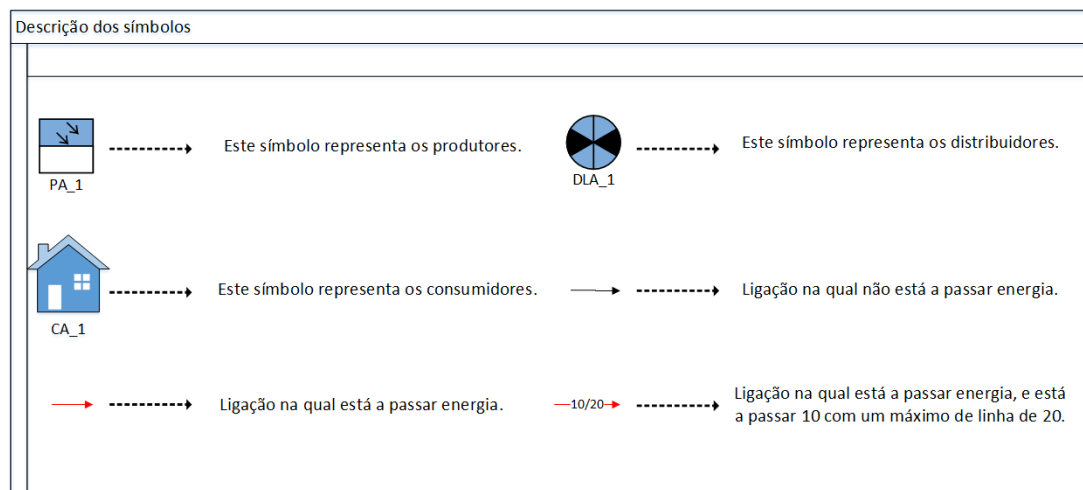 Descrição dos símbolos
Este símbolo representa os produtores.
PA_1
Este símbolo representa os distribuidores.
DLA_1
Este símbolo representa os consumidores.
CA_1
Ligação na qual não está a passar energia.
Ligação na qual está a passar energia.
10/20
Ligação na qual está a passar energia, e está
a passar 10 com um máximo de linha de 20.